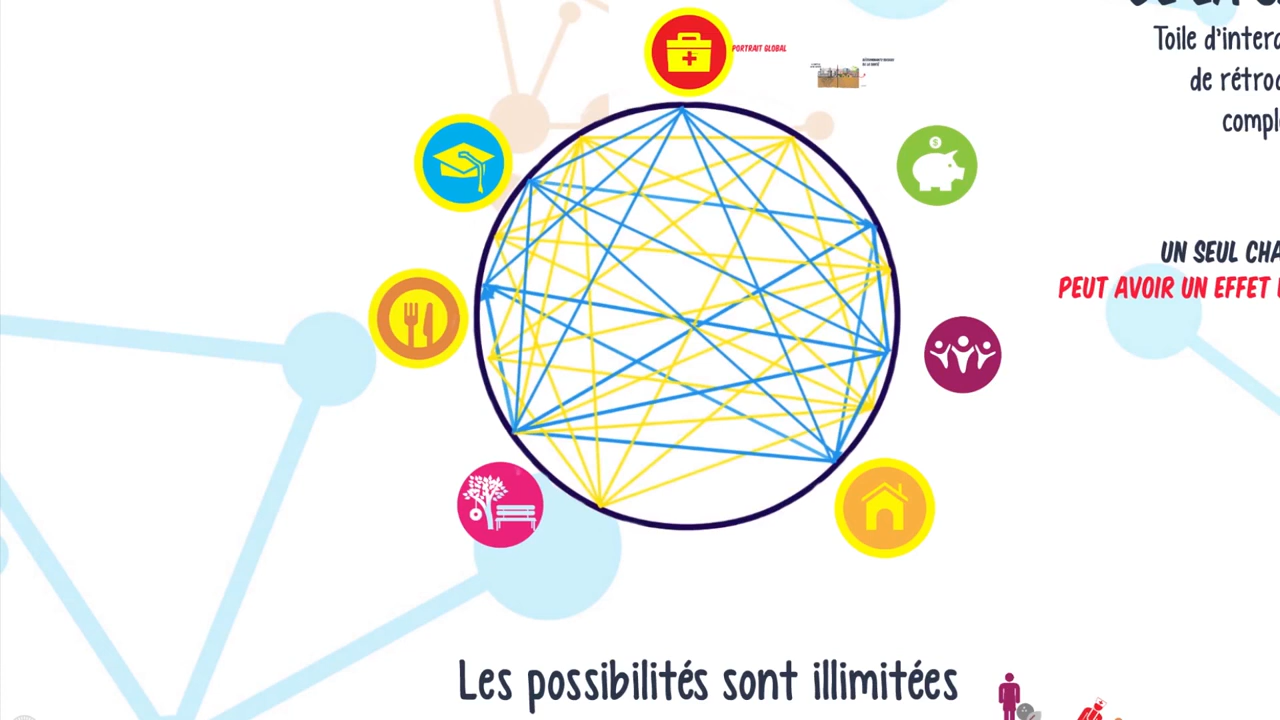 Toile d'intera
de rétroa
compl
PORTRAIT GLOBAL
$
UN SEUL CHA
PEUT AVOIR UN EFFET
Les possibilités sont illimitées